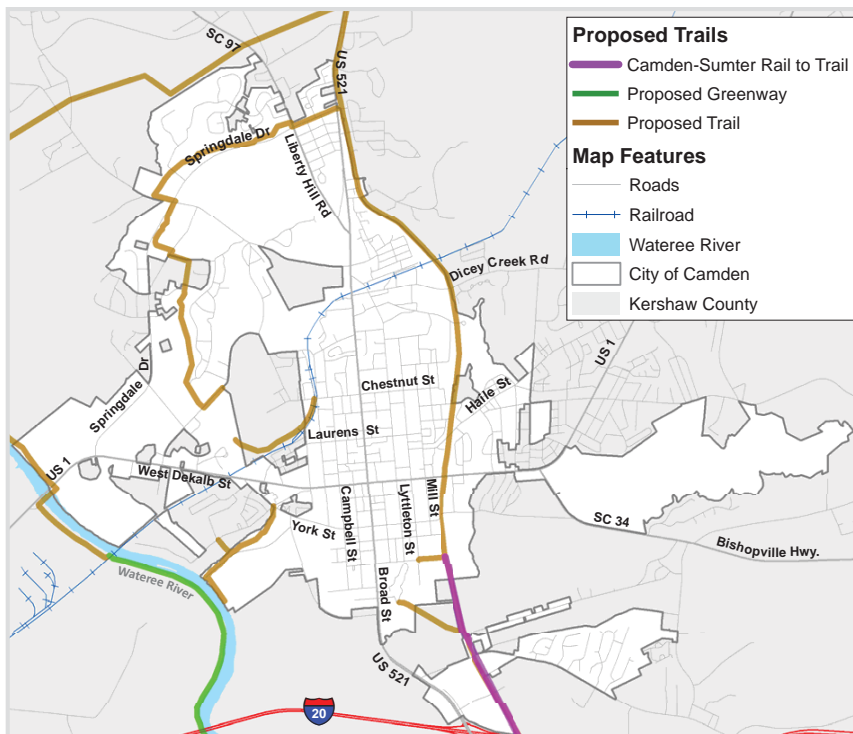 Proposed Trails
Camden-Sumter Rail to Trail
Proposed Greenway
Proposed Trail
Map Features
Roads
Railroad
Wateree River
City of Camden
Kershaw County
SC 97
US 521
Springdale Dr
Liberty Hill Rd
Dicey Creek Rd
US 1
Chestnut St
Haile St
Springdale Dr
Laurens St
US 1
West Dekalb St
Mill St
Lyttleton St
Campbell St
York St
SC 34
Bishopville Hwy.
Wateree River
Broad St
US 521
20